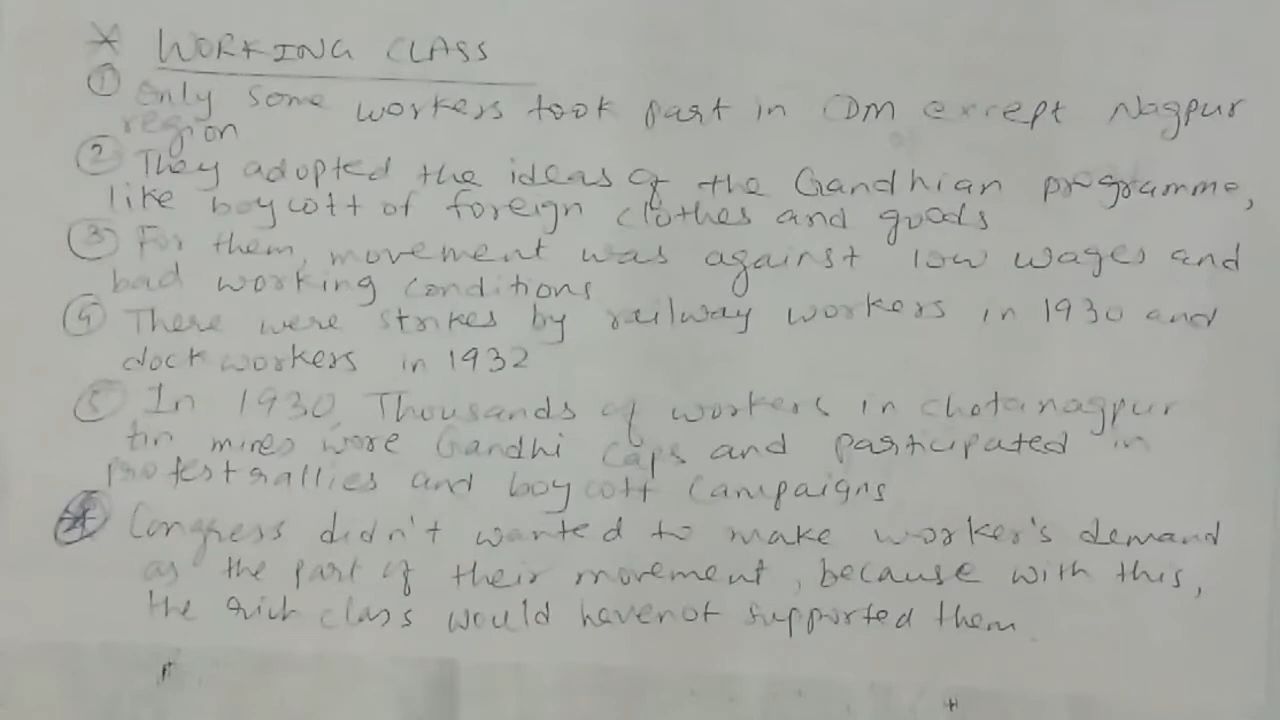 * WORKING CLASS
① Only some workers took part in CDM except Nagpur
region
② They adopted the ideas of the Gandhian programme,
like boycott of foreign clothes and goods
③ For them, movement was against low wages and
bad working conditions
④ There were strikes by railway workers in 1930 and
dock workers in 1932
⑤ In 1930, Thousands of workers in chotanagpur
tin mines wore Gandhi caps and participated in
protest rallies and boycott campaigns
Congress didn't wanted to make worker's demand
as the part of their movement, because with this,
the rich class would havenot supported them